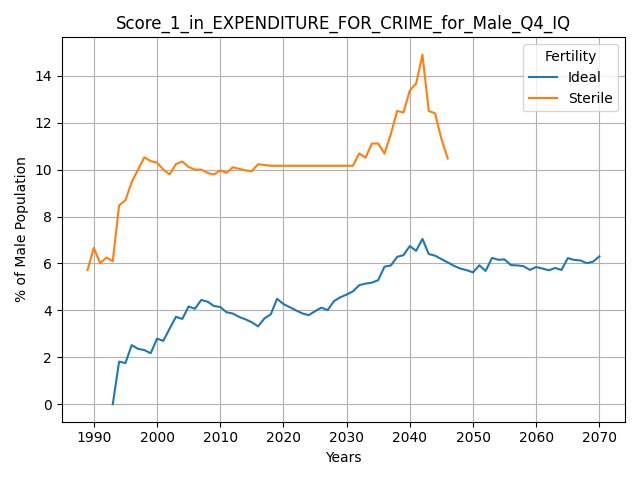 Score_1_in_EXPENDITURE_FOR_CRIME_for_Male_Q4_IQ
Fertility
Ideal
Sterile
% of Male Population
14
12
10
8
6
4
2
0
1990 2000 2010 2020 2030 2040 2050 2060 2070
Years